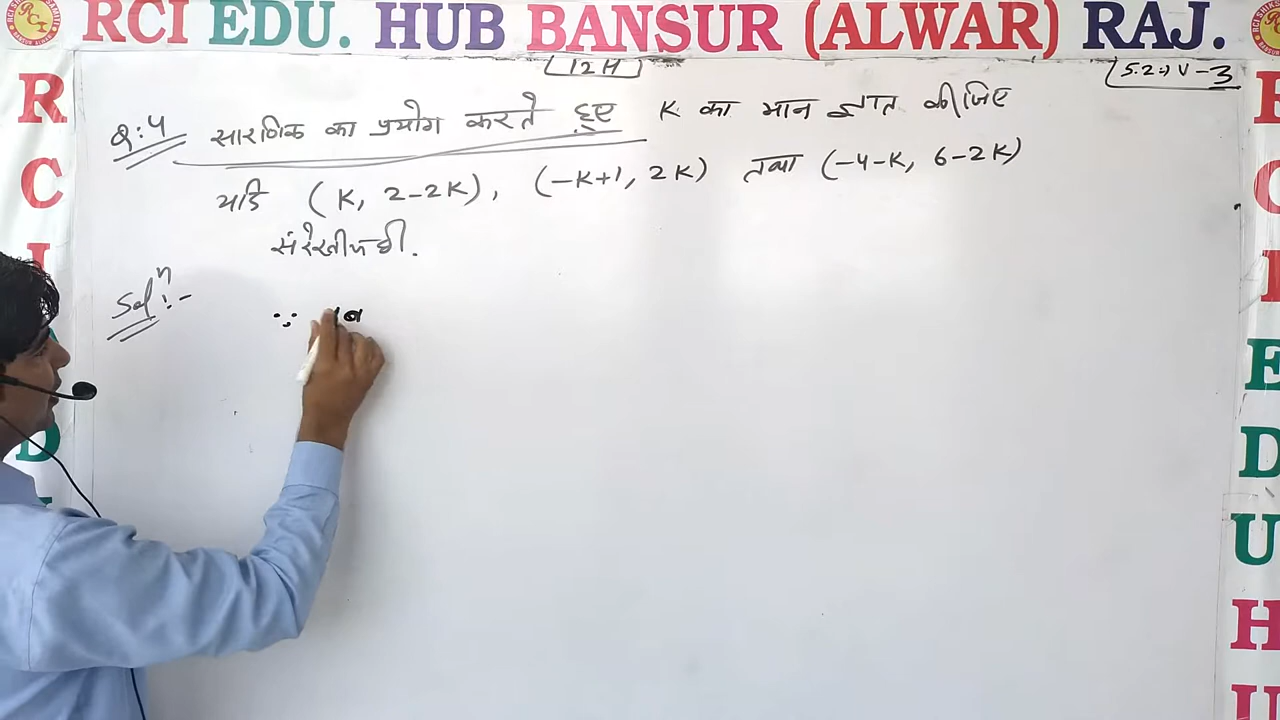 RCI EDU. HUB BANSUR (ALWAR) RAJ.
12 H
5.2 ⇒ V-3
Q:4 सारणिक का प्रयोग करते हुए K का मान ज्ञात कीजिए
यदि (K, 2-2K), (-K+1, 2K) तथा (-4-K, 6-2K)
संरेखीय हो.
Solⁿ:-
∵
R
C
I
D
E
D
U
H
U